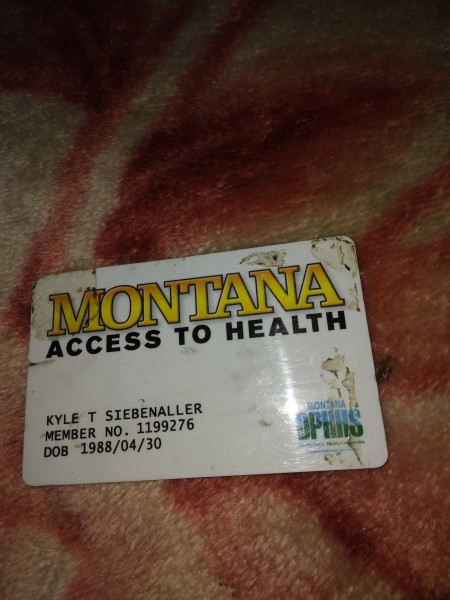 MONTANA
ACCESS TO HEALTH
KYLE T SIEBENALLER
MEMBER NO. 1199276
DOB 1988/04/30
MONTANA
DPHHS